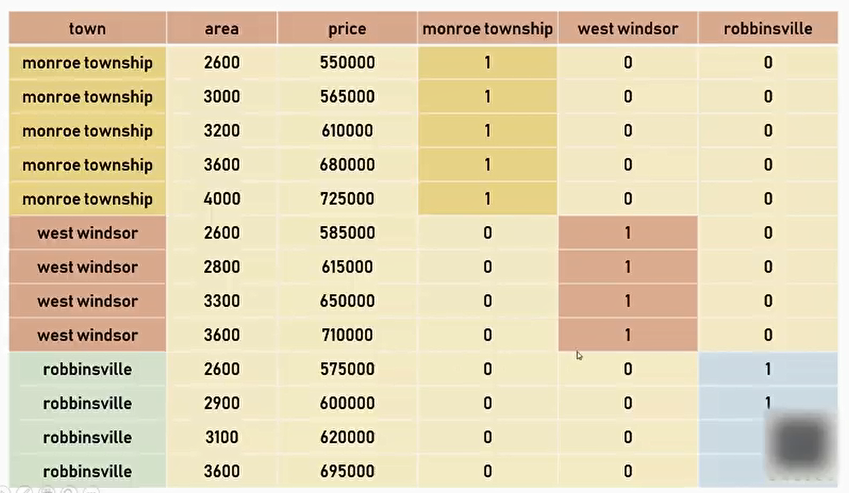 town area price monroe township west windsor robbinsville
monroe township 2600 550000 1 0 0
monroe township 3000 565000 1 0 0
monroe township 3200 610000 1 0 0
monroe township 3600 680000 1 0 0
monroe township 4000 725000 1 0 0
west windsor 2600 585000 0 1 0
west windsor 2800 615000 0 1 0
west windsor 3300 650000 0 1 0
west windsor 3600 710000 0 1 0
robbinsville 2600 575000 0 0 1
robbinsville 2900 600000 0 0 1
robbinsville 3100 620000 0 0
robbinsville 3600 695000 0 0